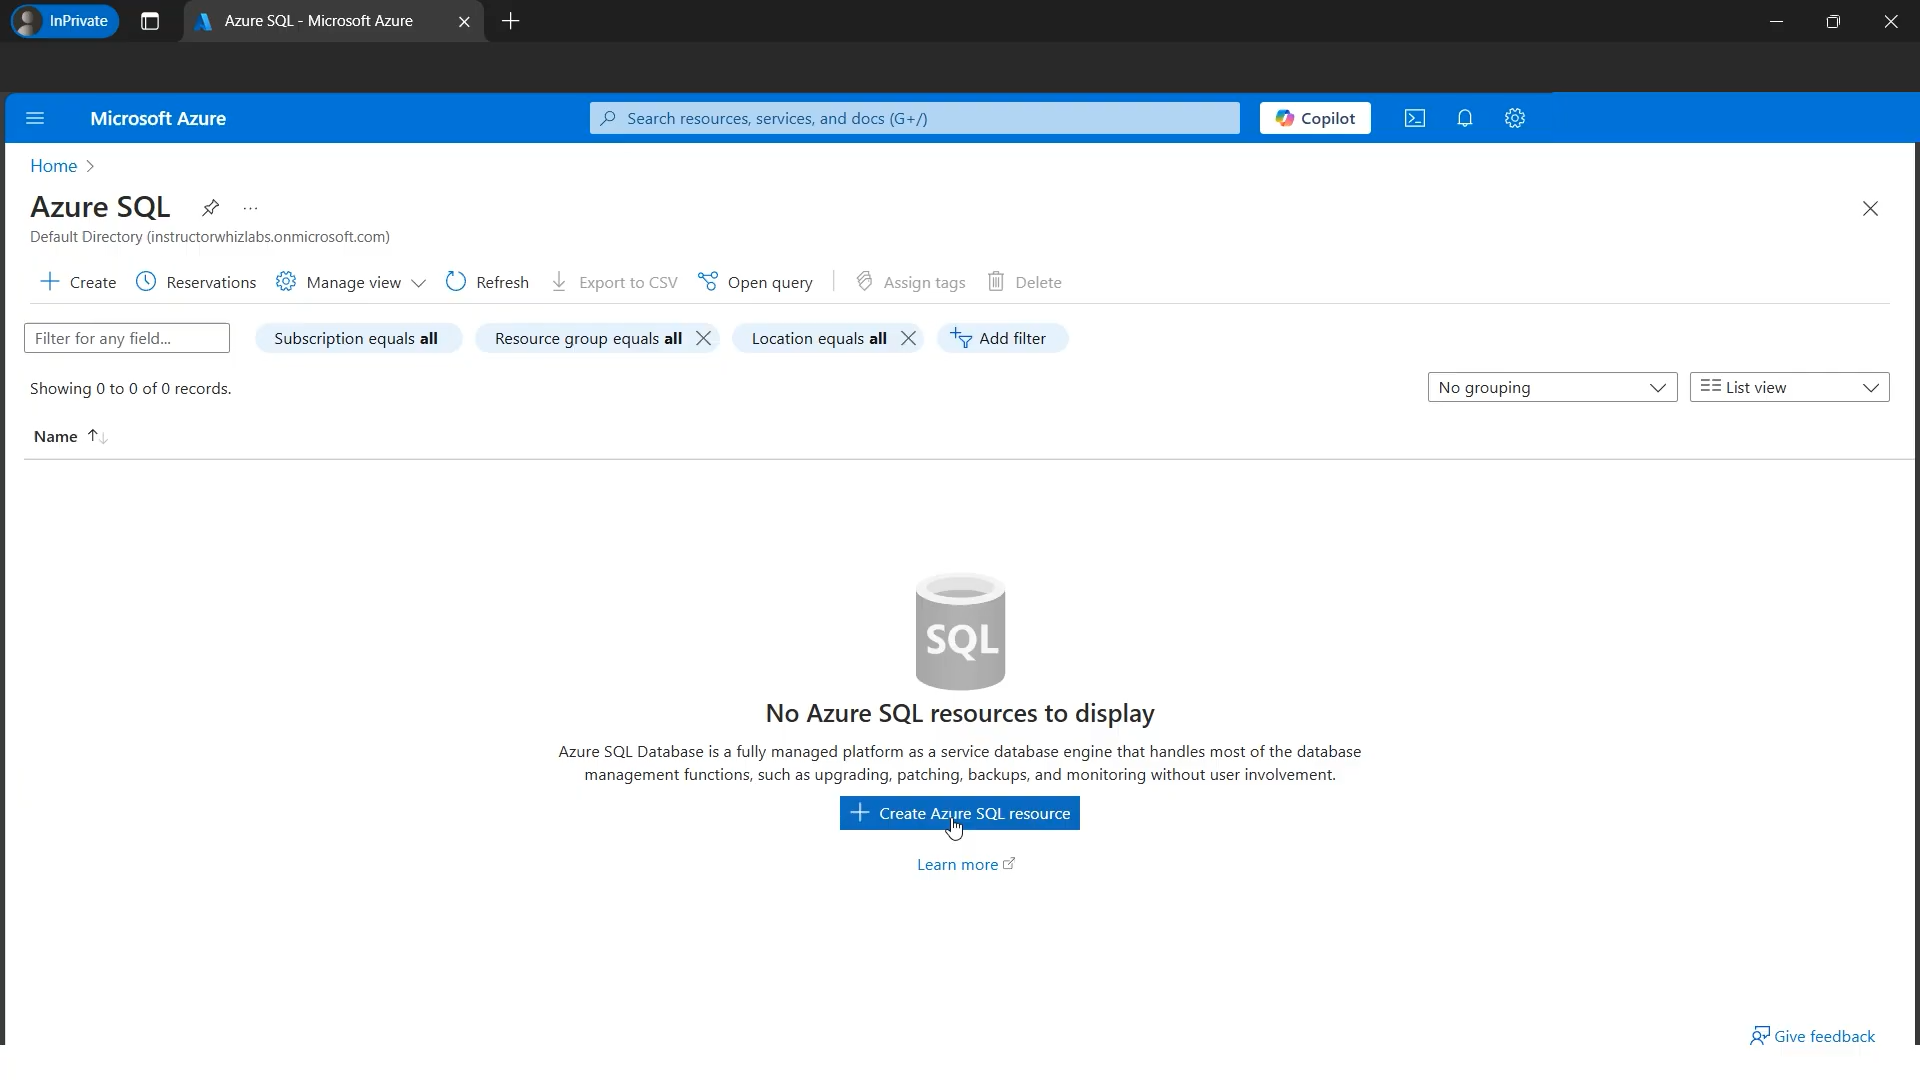 InPrivate
Azure SQL - Microsoft Azure
Microsoft Azure
Search resources, services, and docs (G+/)
Copilot
Home
Azure SQL
Default Directory (instructorwhizlabs.onmicrosoft.com)
Create
Reservations
Manage view
Refresh
Export to CSV
Open query
Assign tags
Delete
Filter for any field...
Subscription equals all
Resource group equals all
Location equals all
Add filter
Showing 0 to 0 of 0 records.
No grouping
List view
Name
SQL
No Azure SQL resources to display
Azure SQL Database is a fully managed platform as a service database engine that handles most of the database
management functions, such as upgrading, patching, backups, and monitoring without user involvement.
Create Azure SQL resource
Learn more
Give feedback